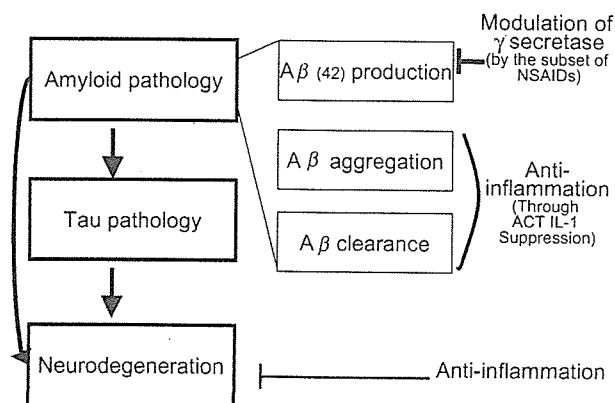 Amyloid pathology
Tau pathology
Neurodegeneration
Aβ (42) production
Aβ aggregation
Aβ clearance
Modulation of
γ secretase
(by the subset of
NSAIDs)
Anti-
inflammation
(Through
ACT IL-1
Suppression)
Anti-inflammation